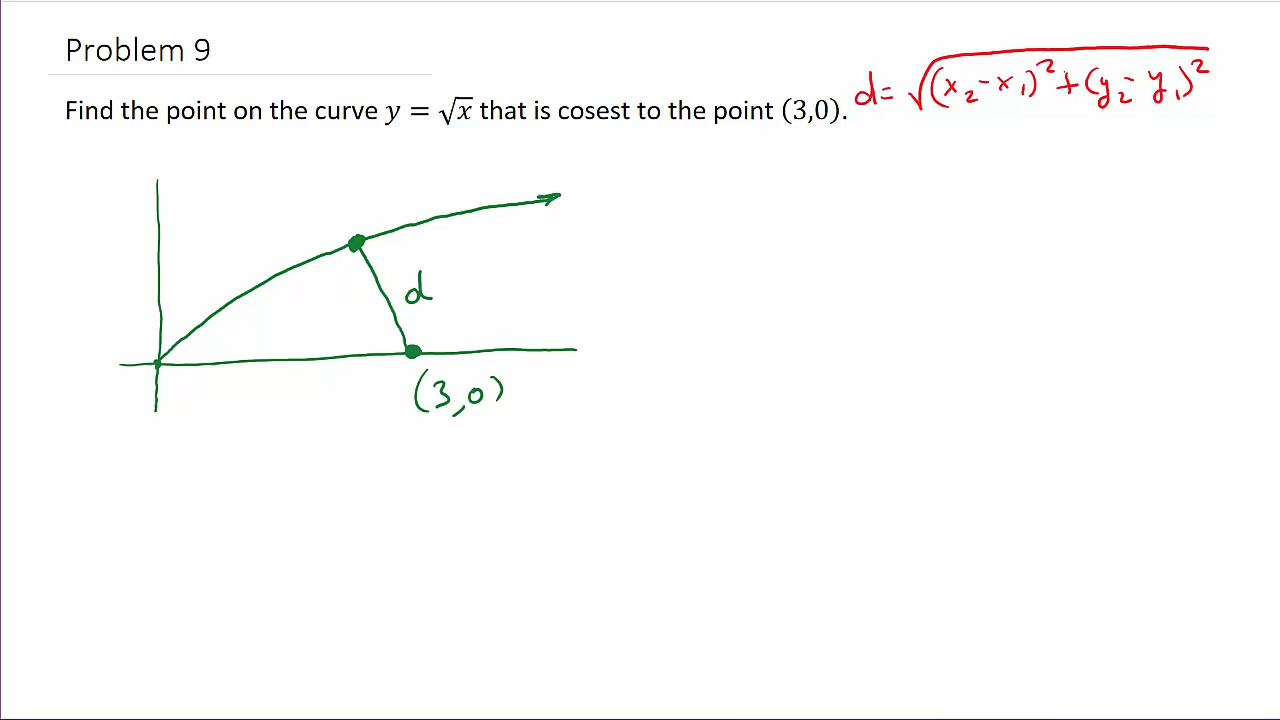 Problem 9
Find the point on the curve y = √x that is cosest to the point (3,0).
d = √((x₂ - x₁)² + (y₂ - y₁)²)
d
(3,0)